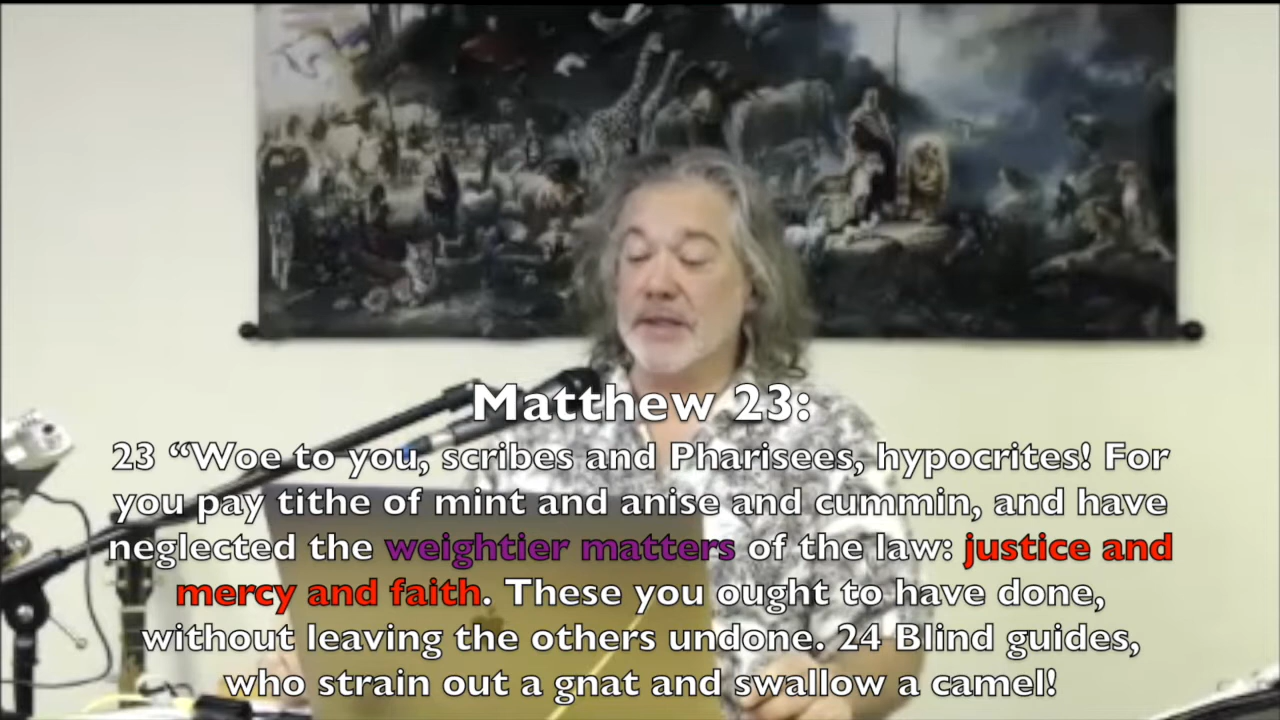 Matthew 23:
23 “Woe to you, scribes and Pharisees, hypocrites! For
you pay tithe of mint and anise and cummin, and have
neglected the weightier matters of the law: justice and
mercy and faith. These you ought to have done,
without leaving the others undone. 24 Blind guides,
who strain out a gnat and swallow a camel!